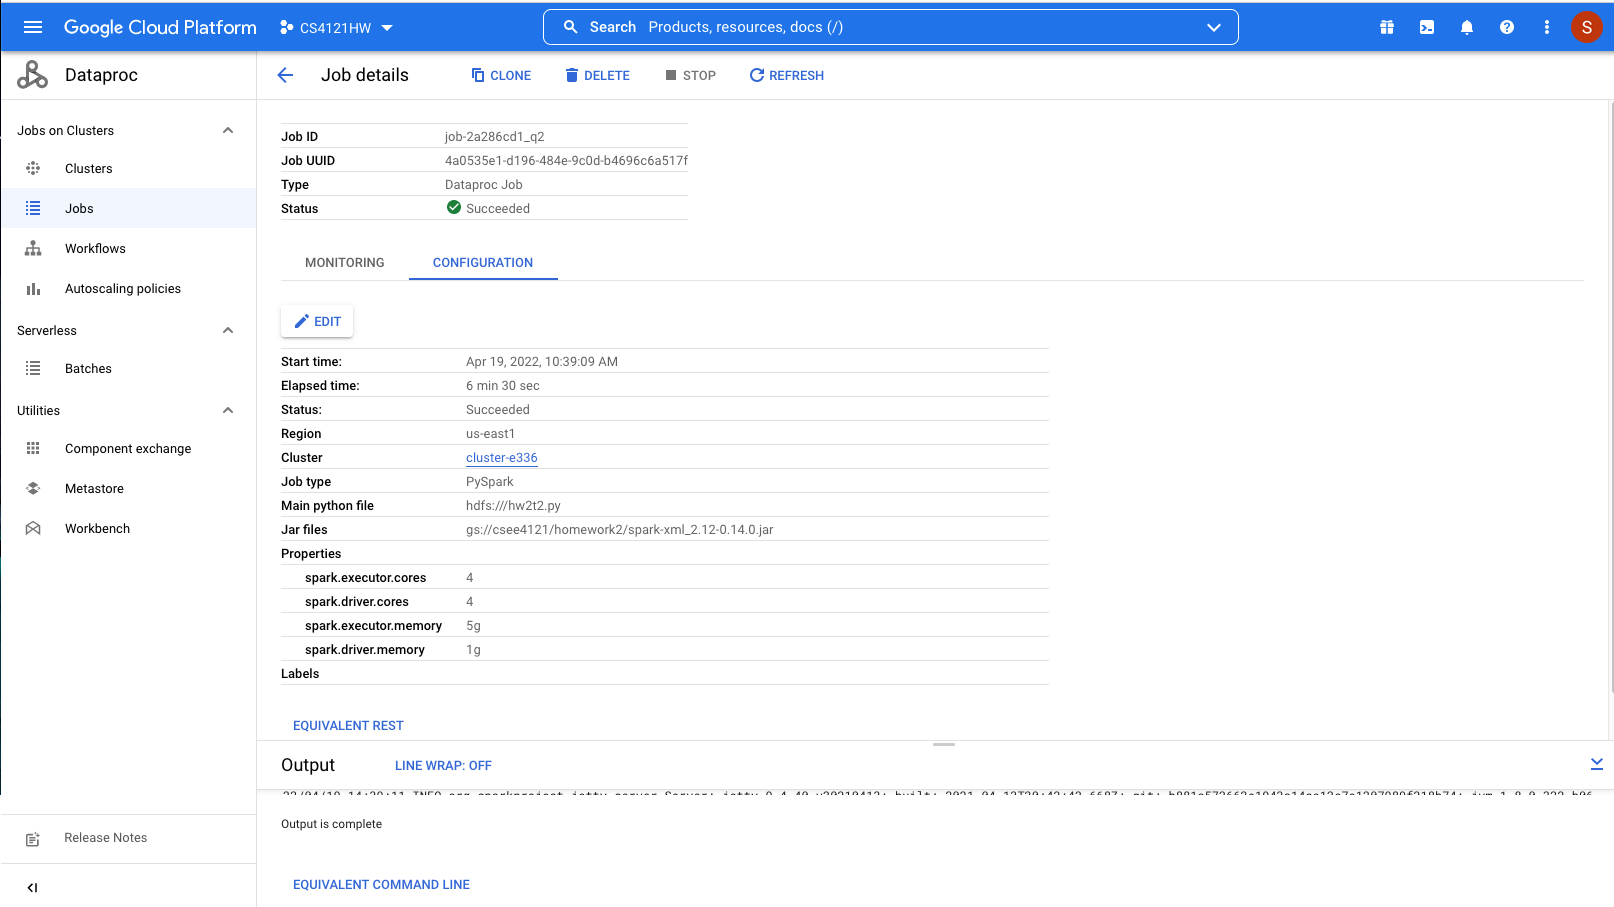 Google Cloud Platform
CS4121HW
Search Products, resources, docs (/)
S
Dataproc
Job details
CLONE
DELETE
STOP
REFRESH
Jobs on Clusters
Clusters
Jobs
Workflows
Autoscaling policies
Serverless
Batches
Utilities
Component exchange
Metastore
Workbench
Release Notes
Job ID job-2a286cd1_q2
Job UUID 4a0535e1-d196-484e-9c0d-b4696c6a517f
Type Dataproc Job
Status Succeeded
MONITORING
CONFIGURATION
EDIT
Start time: Apr 19, 2022, 10:39:09 AM
Elapsed time: 6 min 30 sec
Status: Succeeded
Region us-east1
Cluster cluster-e336
Job type PySpark
Main python file hdfs:///hw2t2.py
Jar files gs://csee4121/homework2/spark-xml_2.12-0.14.0.jar
Properties
spark.executor.cores 4
spark.driver.cores 4
spark.executor.memory 5g
spark.driver.memory 1g
Labels
EQUIVALENT REST
Output
LINE WRAP: OFF
Output is complete
EQUIVALENT COMMAND LINE